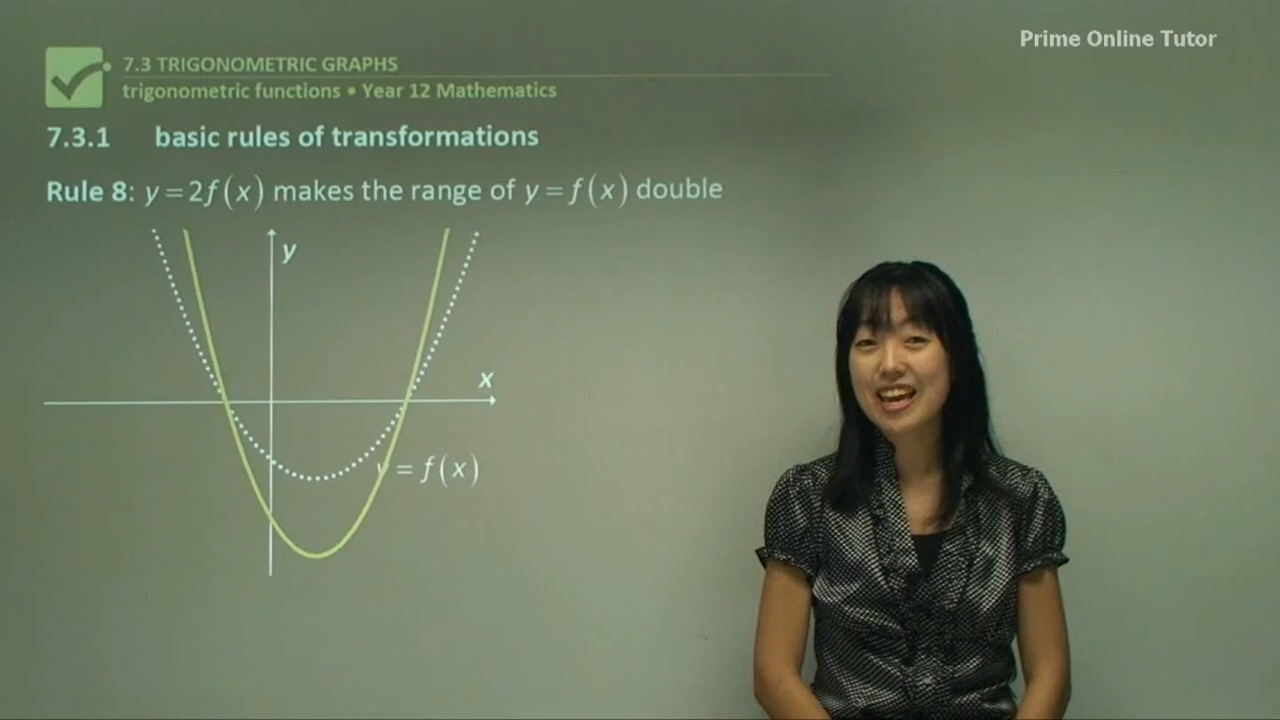 Prime Online Tutor
7.3 TRIGONOMETRIC GRAPHS
trigonometric functions • Year 12 Mathematics
7.3.1 basic rules of transformations
Rule 8: y=2f(x) makes the range of y=f(x) double
y
x
y = f(x)